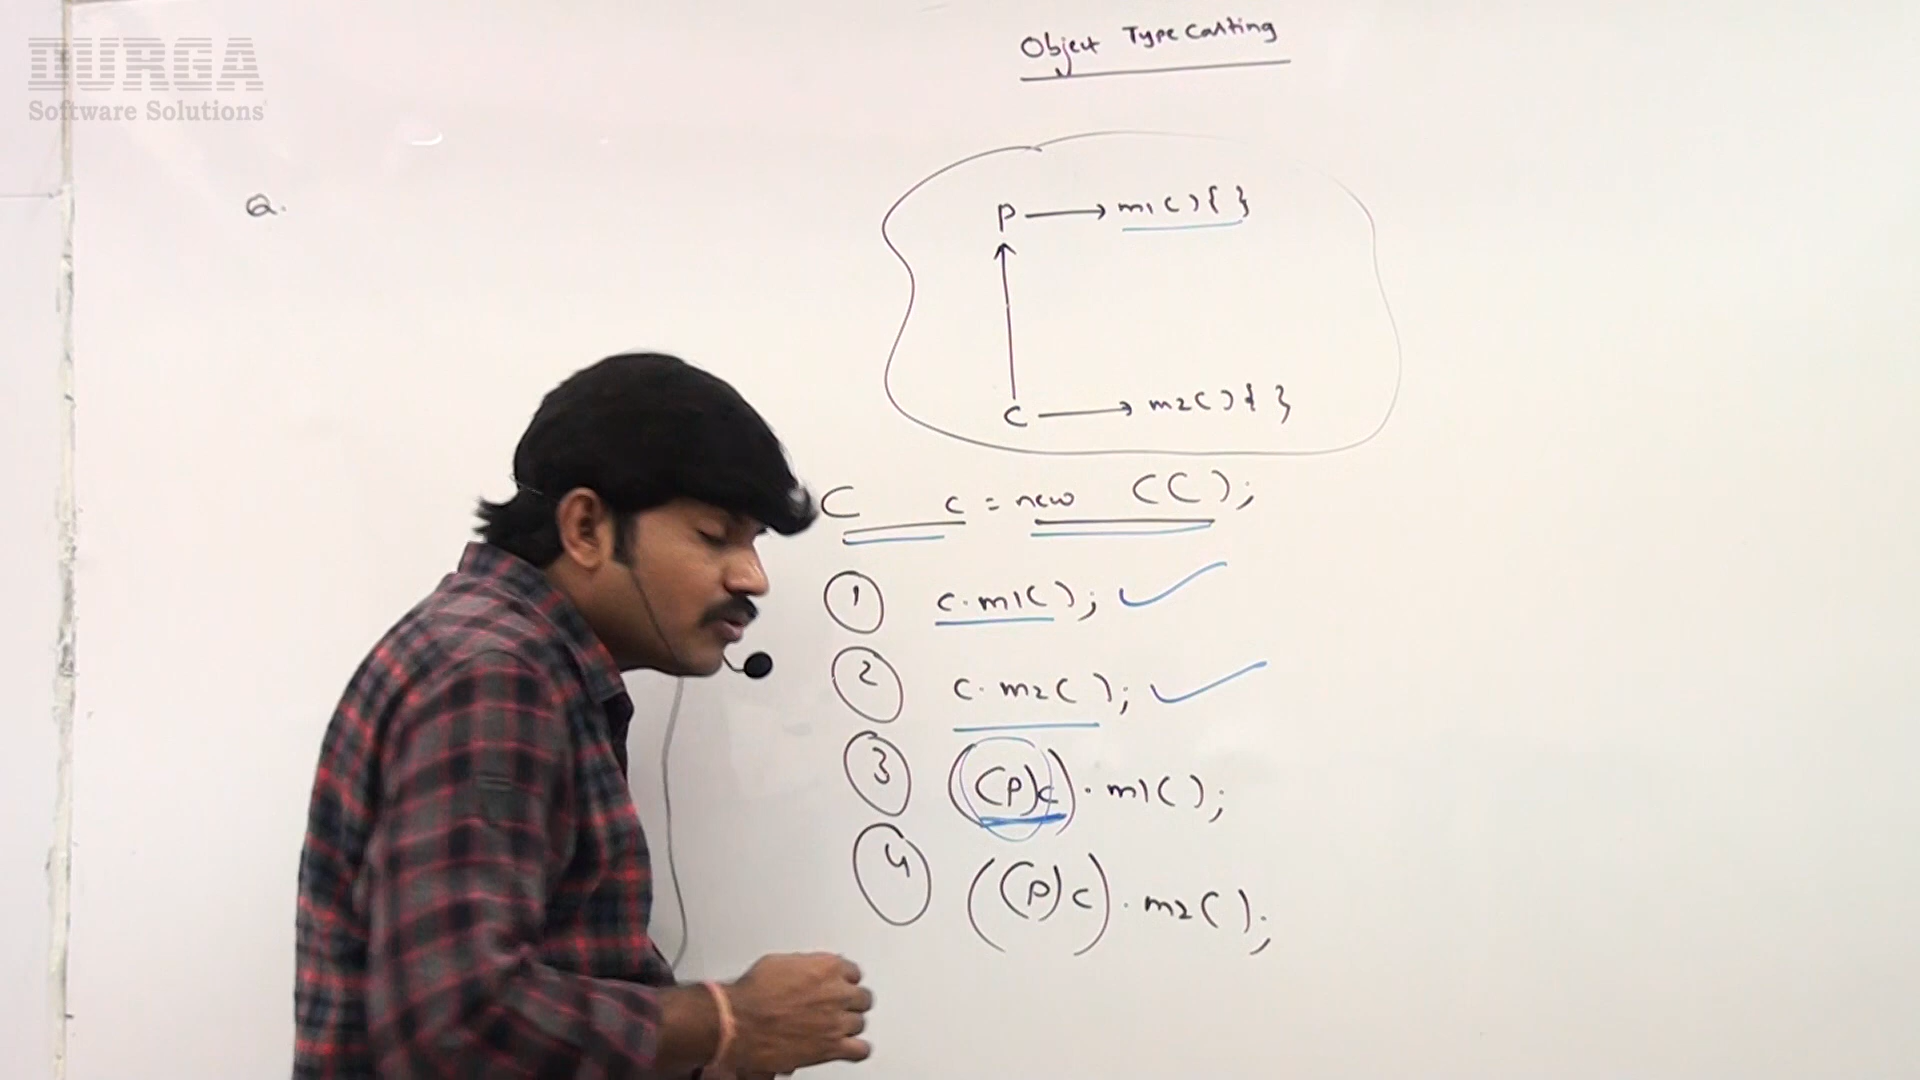 DURGA
Software Solutions
Object Type Casting
Q.
P → m1( ) { }
C → m2( ) { }
C c = new C( );
1 c.m1( );
2 c.m2( );
3 ((P)c).m1( );
4 ((P)c).m2( );